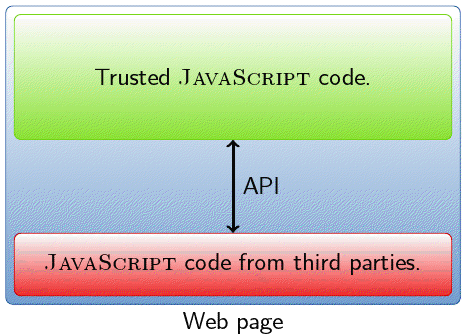 Trusted JavaScript code.
API
JavaScript code from third parties.
Web page